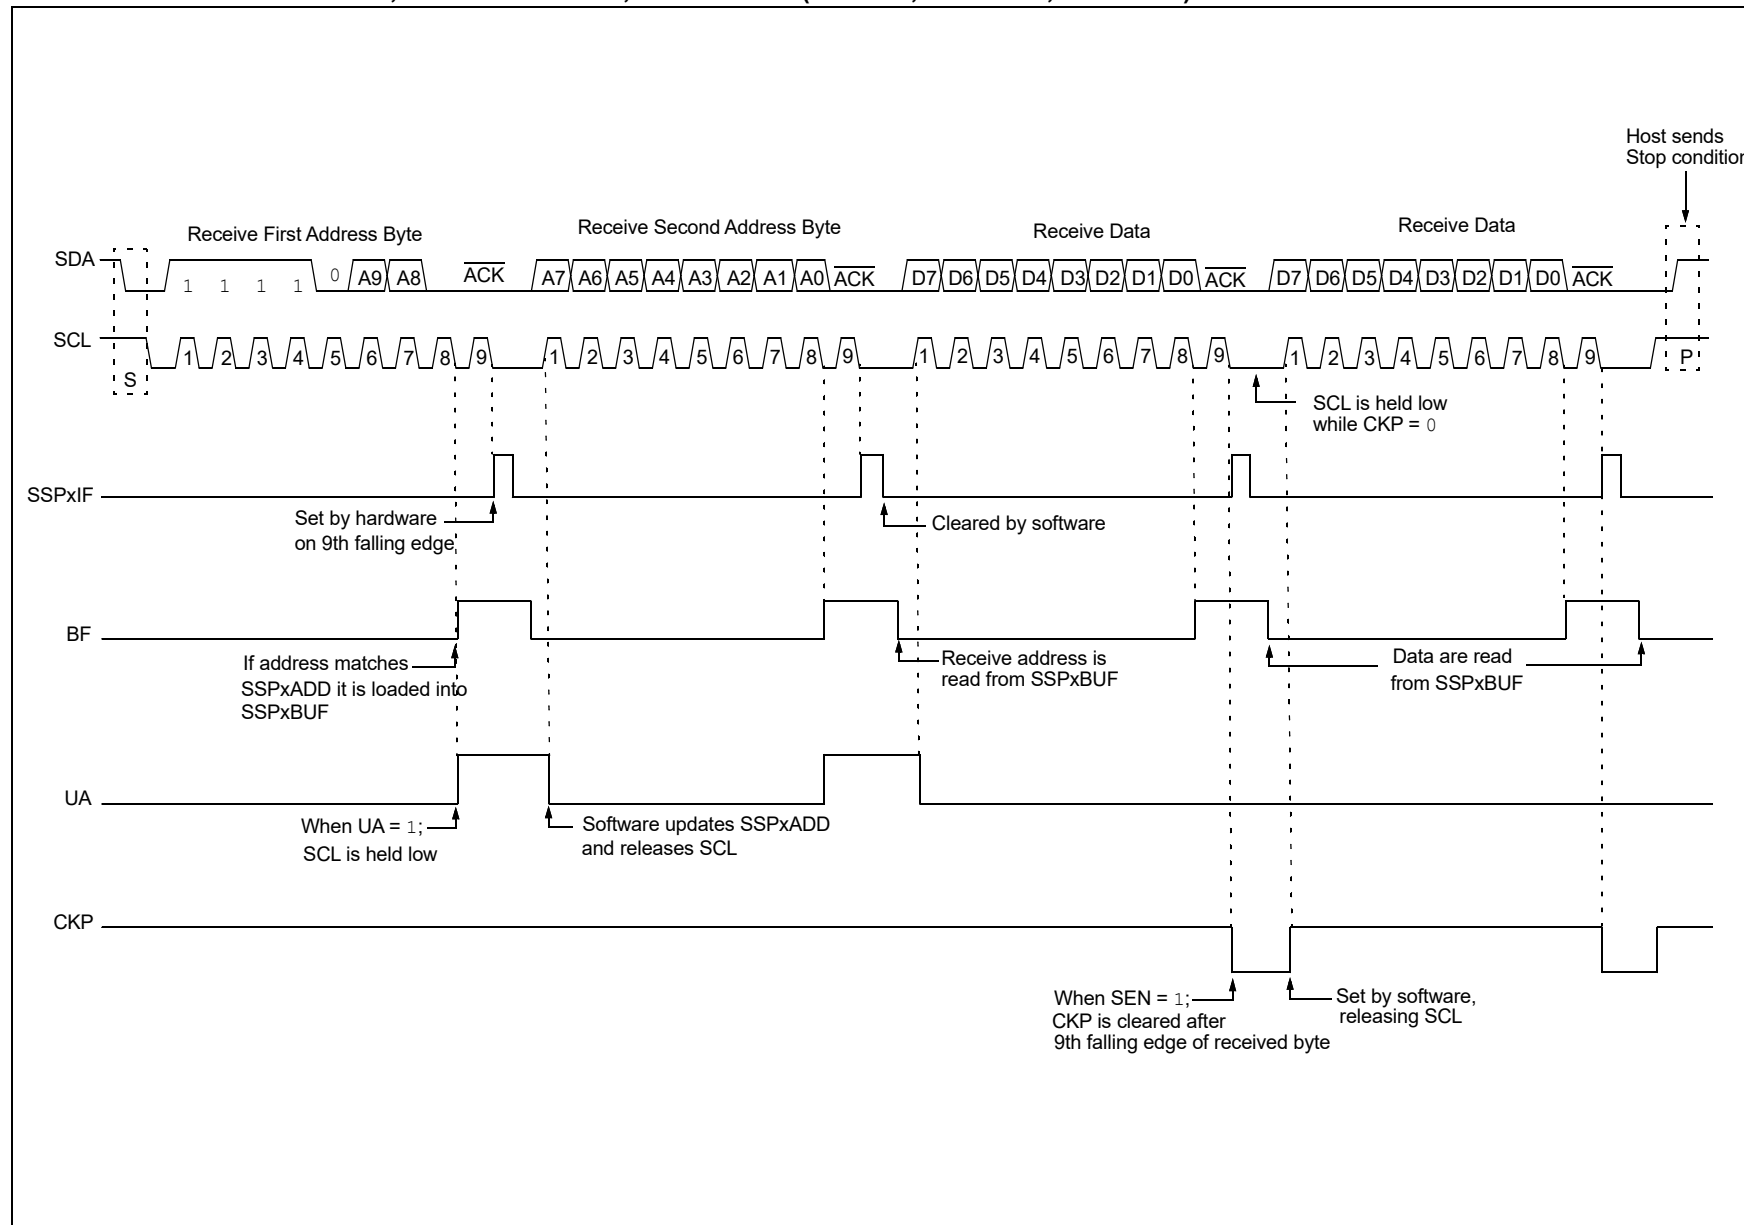 Host sends
Stop condition
Receive First Address Byte
Receive Second Address Byte
Receive Data
Receive Data
SDA
1 1 1 1 0 A9 A8 ACK
A7 A6 A5 A4 A3 A2 A1 A0 ACK
D7 D6 D5 D4 D3 D2 D1 D0 ACK
D7 D6 D5 D4 D3 D2 D1 D0 ACK
SCL
S
1 2 3 4 5 6 7 8 9
1 2 3 4 5 6 7 8 9
1 2 3 4 5 6 7 8 9
1 2 3 4 5 6 7 8 9
P
SCL is held low
while CKP = 0
SSPxIF
Set by hardware
on 9th falling edge
Cleared by software
BF
If address matches
SSPxADD it is loaded into
SSPxBUF
Receive address is
read from SSPxBUF
Data are read
from SSPxBUF
UA
When UA = 1;
SCL is held low
Software updates SSPxADD
and releases SCL
CKP
When SEN = 1;
CKP is cleared after
9th falling edge of received byte
Set by software,
releasing SCL